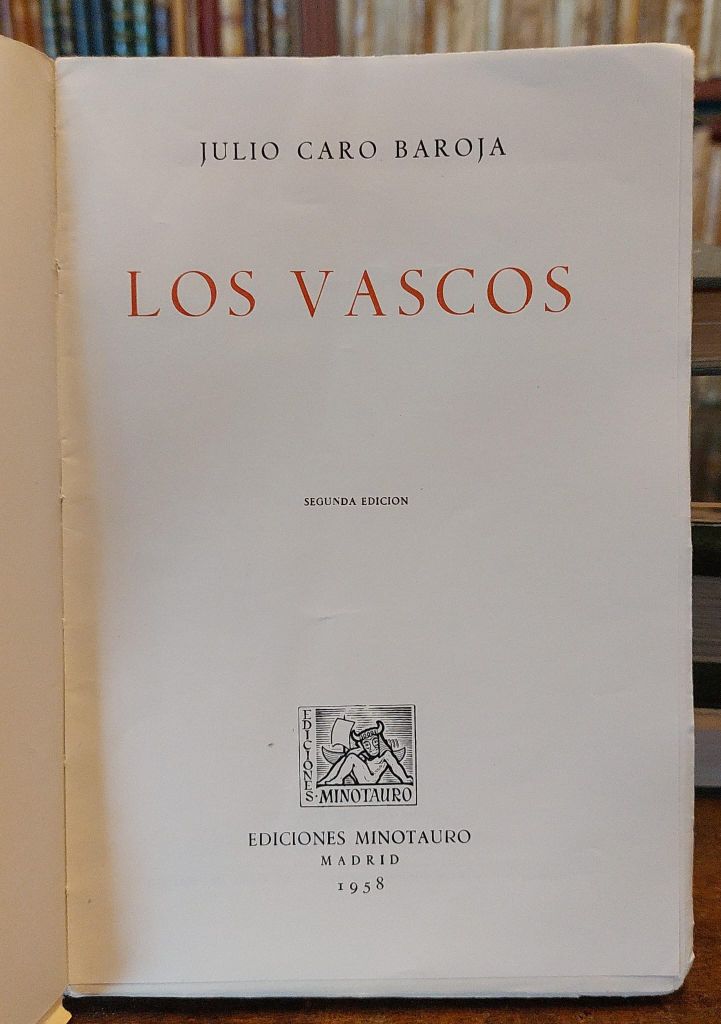 JULIO CARO BAROJA
LOS VASCOS
SEGUNDA EDICION
EDICIONES
MINOTAURO
EDICIONES MINOTAURO
MADRID
1958